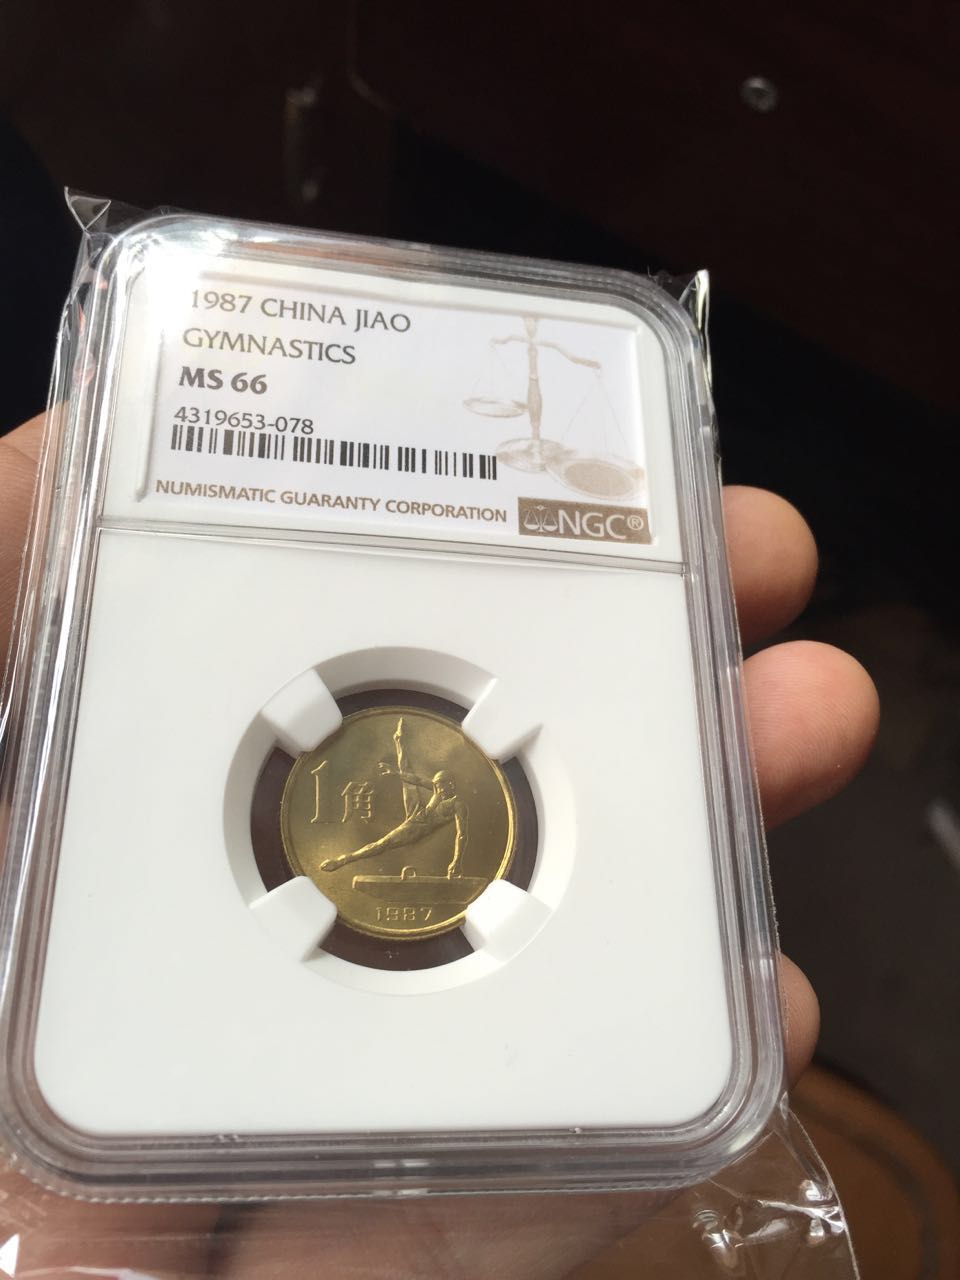 1987 CHINA JIAO
GYMNASTICS
MS 66
4319653-078
NUMISMATIC GUARANTY CORPORATION
NGC®
1角
1987